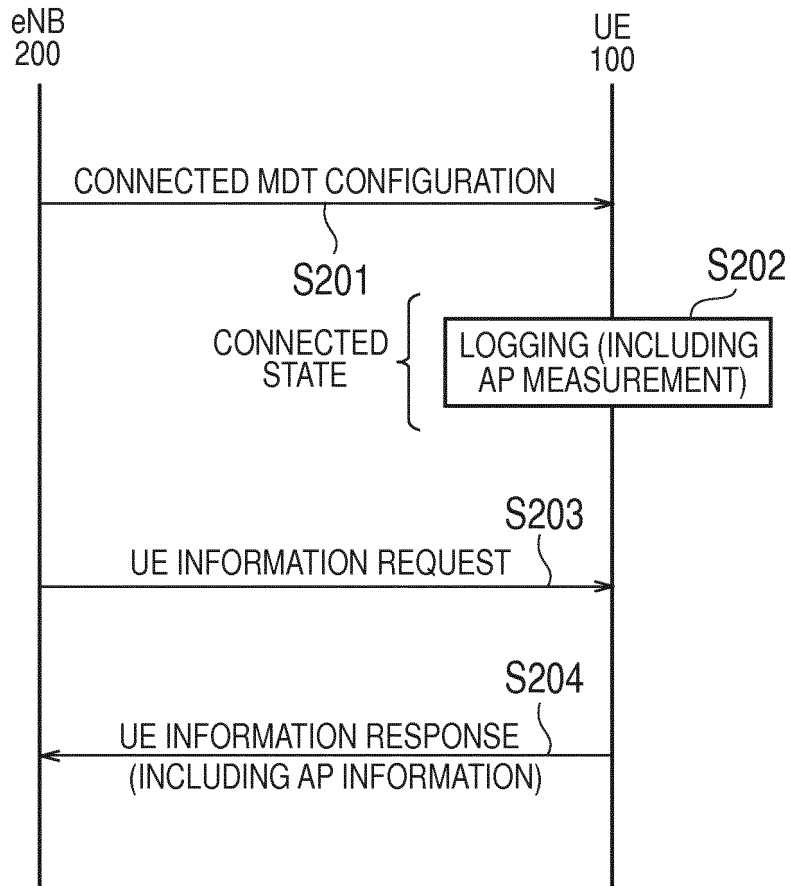 eNB
200
UE
100
CONNECTED MDT CONFIGURATION
S201
S202
CONNECTED
STATE
LOGGING (INCLUDING
AP MEASUREMENT)
S203
UE INFORMATION REQUEST
S204
UE INFORMATION RESPONSE
(INCLUDING AP INFORMATION)